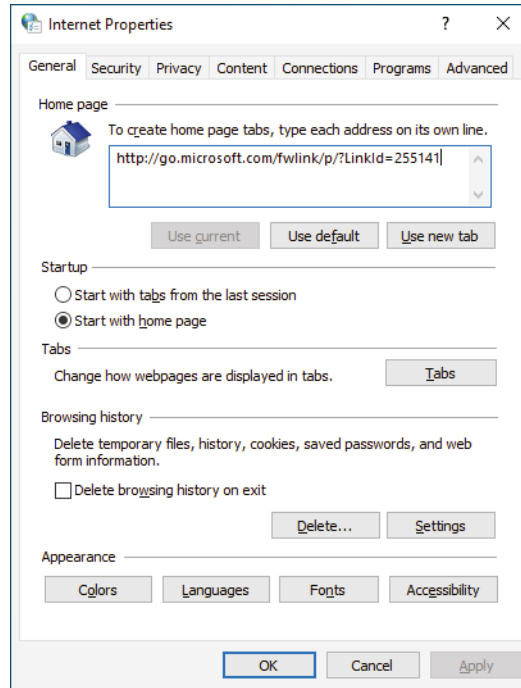 Internet Properties ? ×
General Security Privacy Content Connections Programs Advanced
Home page
To create home page tabs, type each address on its own line.
http://go.microsoft.com/fwlink/p/?LinkId=255141
Use current Use default Use new tab
Startup
Start with tabs from the last session
Start with home page
Tabs
Change how webpages are displayed in tabs. Tabs
Browsing history
Delete temporary files, history, cookies, saved passwords, and web
form information.
Delete browsing history on exit
Delete... Settings
Appearance
Colors Languages Fonts Accessibility
OK Cancel Apply